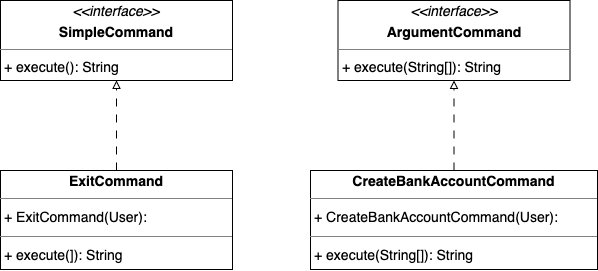 <<interface>>
SimpleCommand
+ execute(): String
<<interface>>
ArgumentCommand
+ execute(String[]): String
ExitCommand
+ ExitCommand(User):
+ execute(]): String
CreateBankAccountCommand
+ CreateBankAccountCommand(User):
+ execute(String[]): String